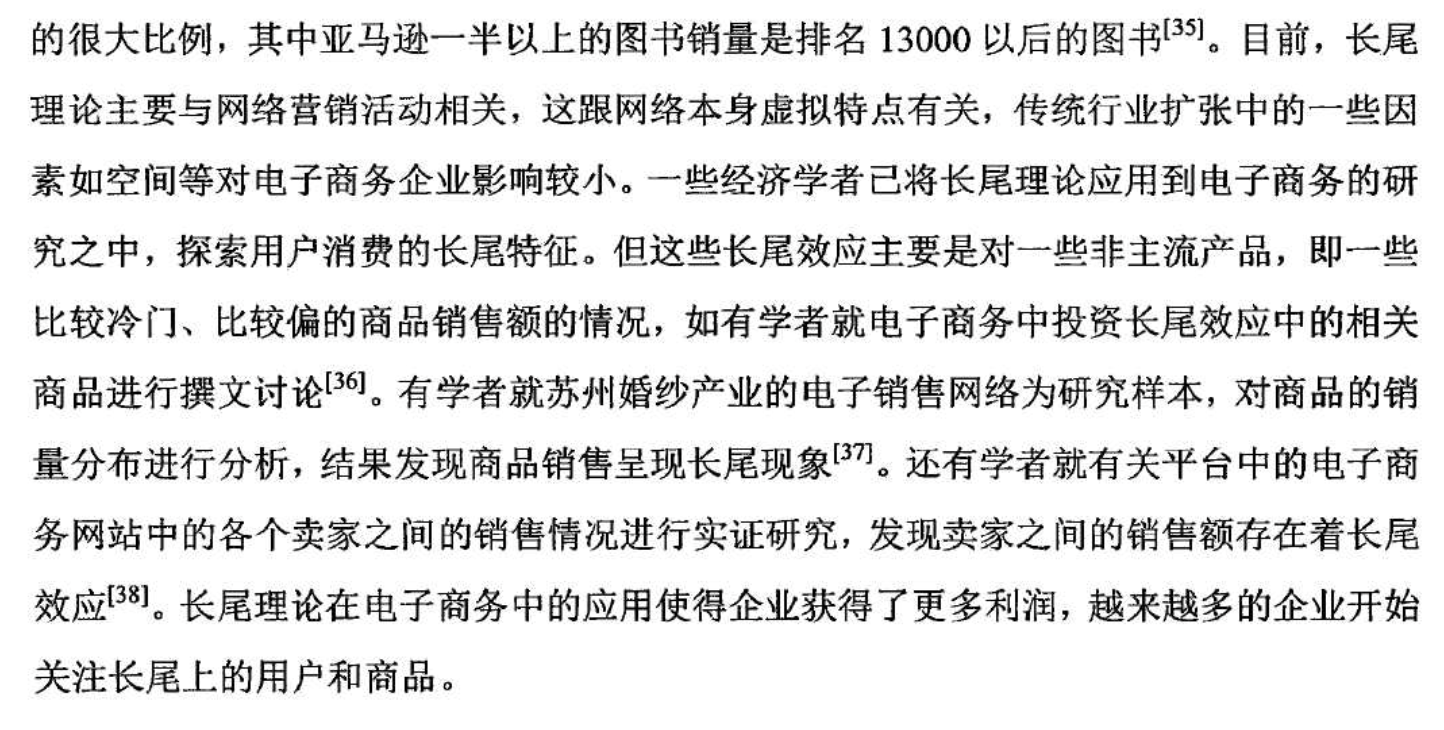 的很大比例，其中亚马逊一半以上的图书销量是排名 13000 以后的图书[35]。目前，长尾
理论主要与网络营销活动相关，这跟网络本身虚拟特点有关，传统行业扩张中的一些因
素如空间等对电子商务企业影响较小。一些经济学者已将长尾理论应用到电子商务的研
究之中，探索用户消费的长尾特征。但这些长尾效应主要是对一些非主流产品，即一些
比较冷门、比较偏的商品销售额的情况，如有学者就电子商务中投资长尾效应中的相关
商品进行撰文讨论[36]。有学者就苏州婚纱产业的电子销售网络为研究样本，对商品的销
量分布进行分析，结果发现商品销售呈现长尾现象[37]。还有学者就有关平台中的电子商
务网站中的各个卖家之间的销售情况进行实证研究，发现卖家之间的销售额存在着长尾
效应[38]。长尾理论在电子商务中的应用使得企业获得了更多利润，越来越多的企业开始
关注长尾上的用户和商品。